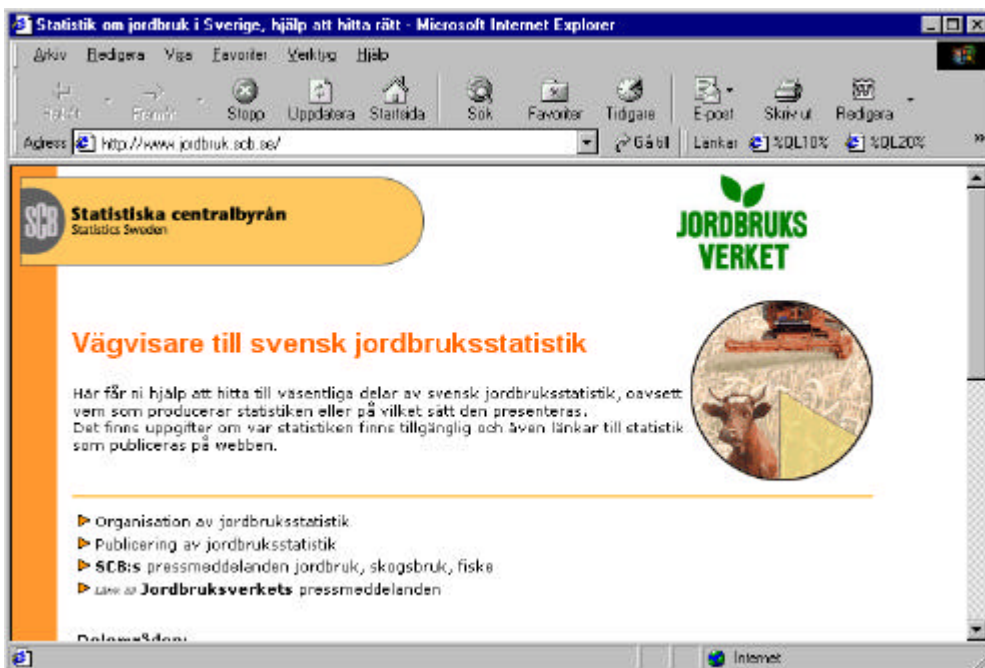 Statistik om jordbruk i Sverige, hjälp att hitta rätt - Microsoft Internet Explorer
Arkiv Redigera Visa Favoriter Verktyg Hjälp
Stopp Uppdatera Startsida Sök Favoriter Tidigare E-post Skriv ut Redigera
Adress http://www.jordbruk.scb.se/ Gå till Länkar %QL10% %QL20% »
SCB Statistiska centralbyrån
Statistics Sweden
JORDBRUKS
VERKET
Vägvisare till svensk jordbruksstatistik
Här får ni hjälp att hitta till väsentliga delar av svensk jordbruksstatistik, oavsett
vem som producerar statistiken eller på vilket sätt den presenteras.
Det finns uppgifter om var statistiken finns tillgänglig och även länkar till statistik
som publiceras på webben.
Organisation av jordbruksstatistik
Publicering av jordbruksstatistik
SCB:s pressmeddelanden jordbruk, skogsbruk, fiske
Länk till Jordbruksverkets pressmeddelanden
Internet